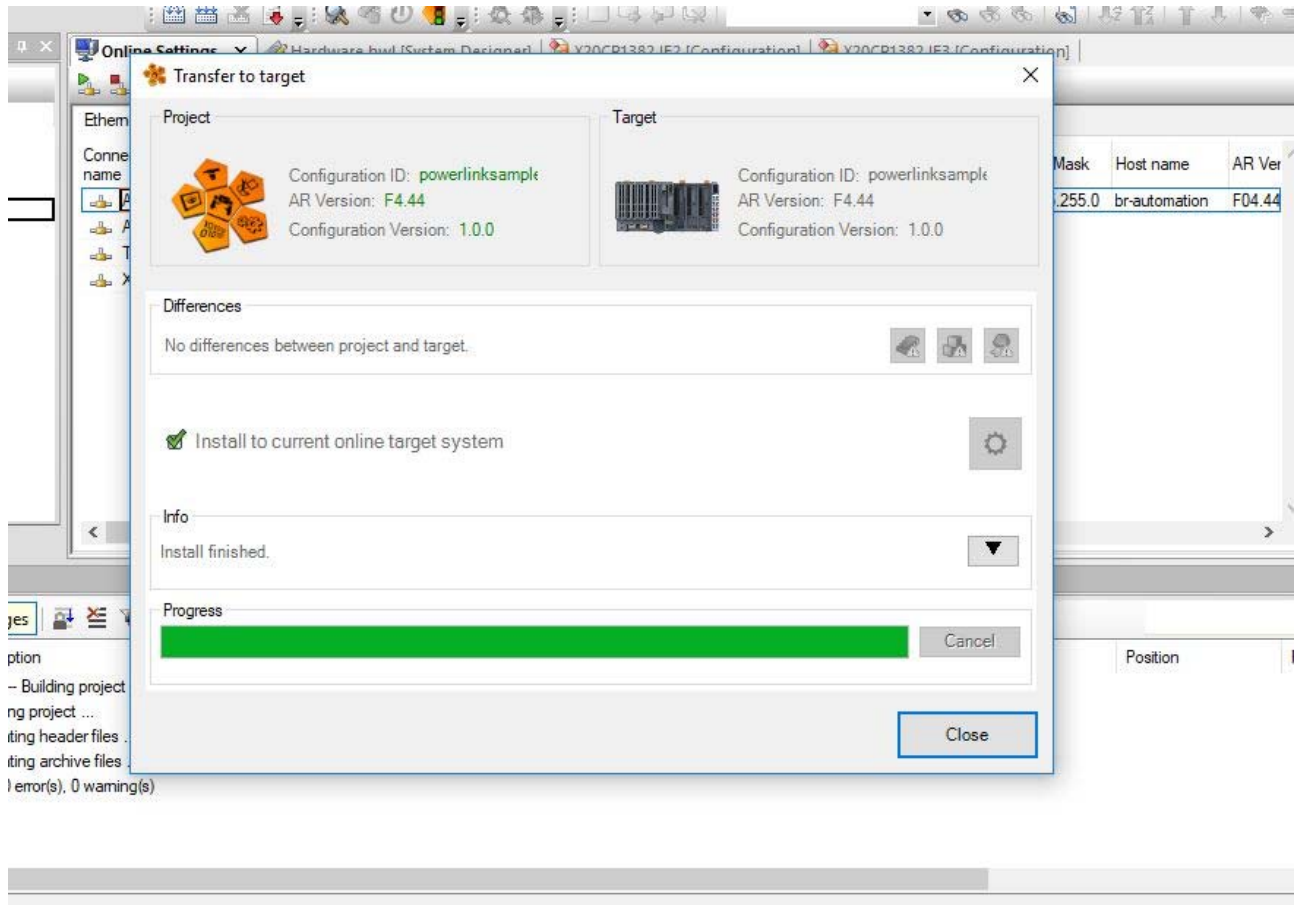 Online Settings
Hardware.hwl [System Designer]
X20CP1382.IF2 [Configuration]
X20CP1382.IF3 [Configuration]
Transfer to target
Project
Configuration ID: powerlinksample
AR Version: F4.44
Configuration Version: 1.0.0
Target
Configuration ID: powerlinksample
AR Version: F4.44
Configuration Version: 1.0.0
Ethern
Conne
name
Mask
Host name
AR Ver
.255.0
br-automation
F04.44
Differences
No differences between project and target.
Install to current online target system
Info
Install finished.
Progress
Cancel
Close
ges
ption
Position
-- Building project
ng project ...
ating header files .
ating archive files .
0 error(s), 0 warning(s)